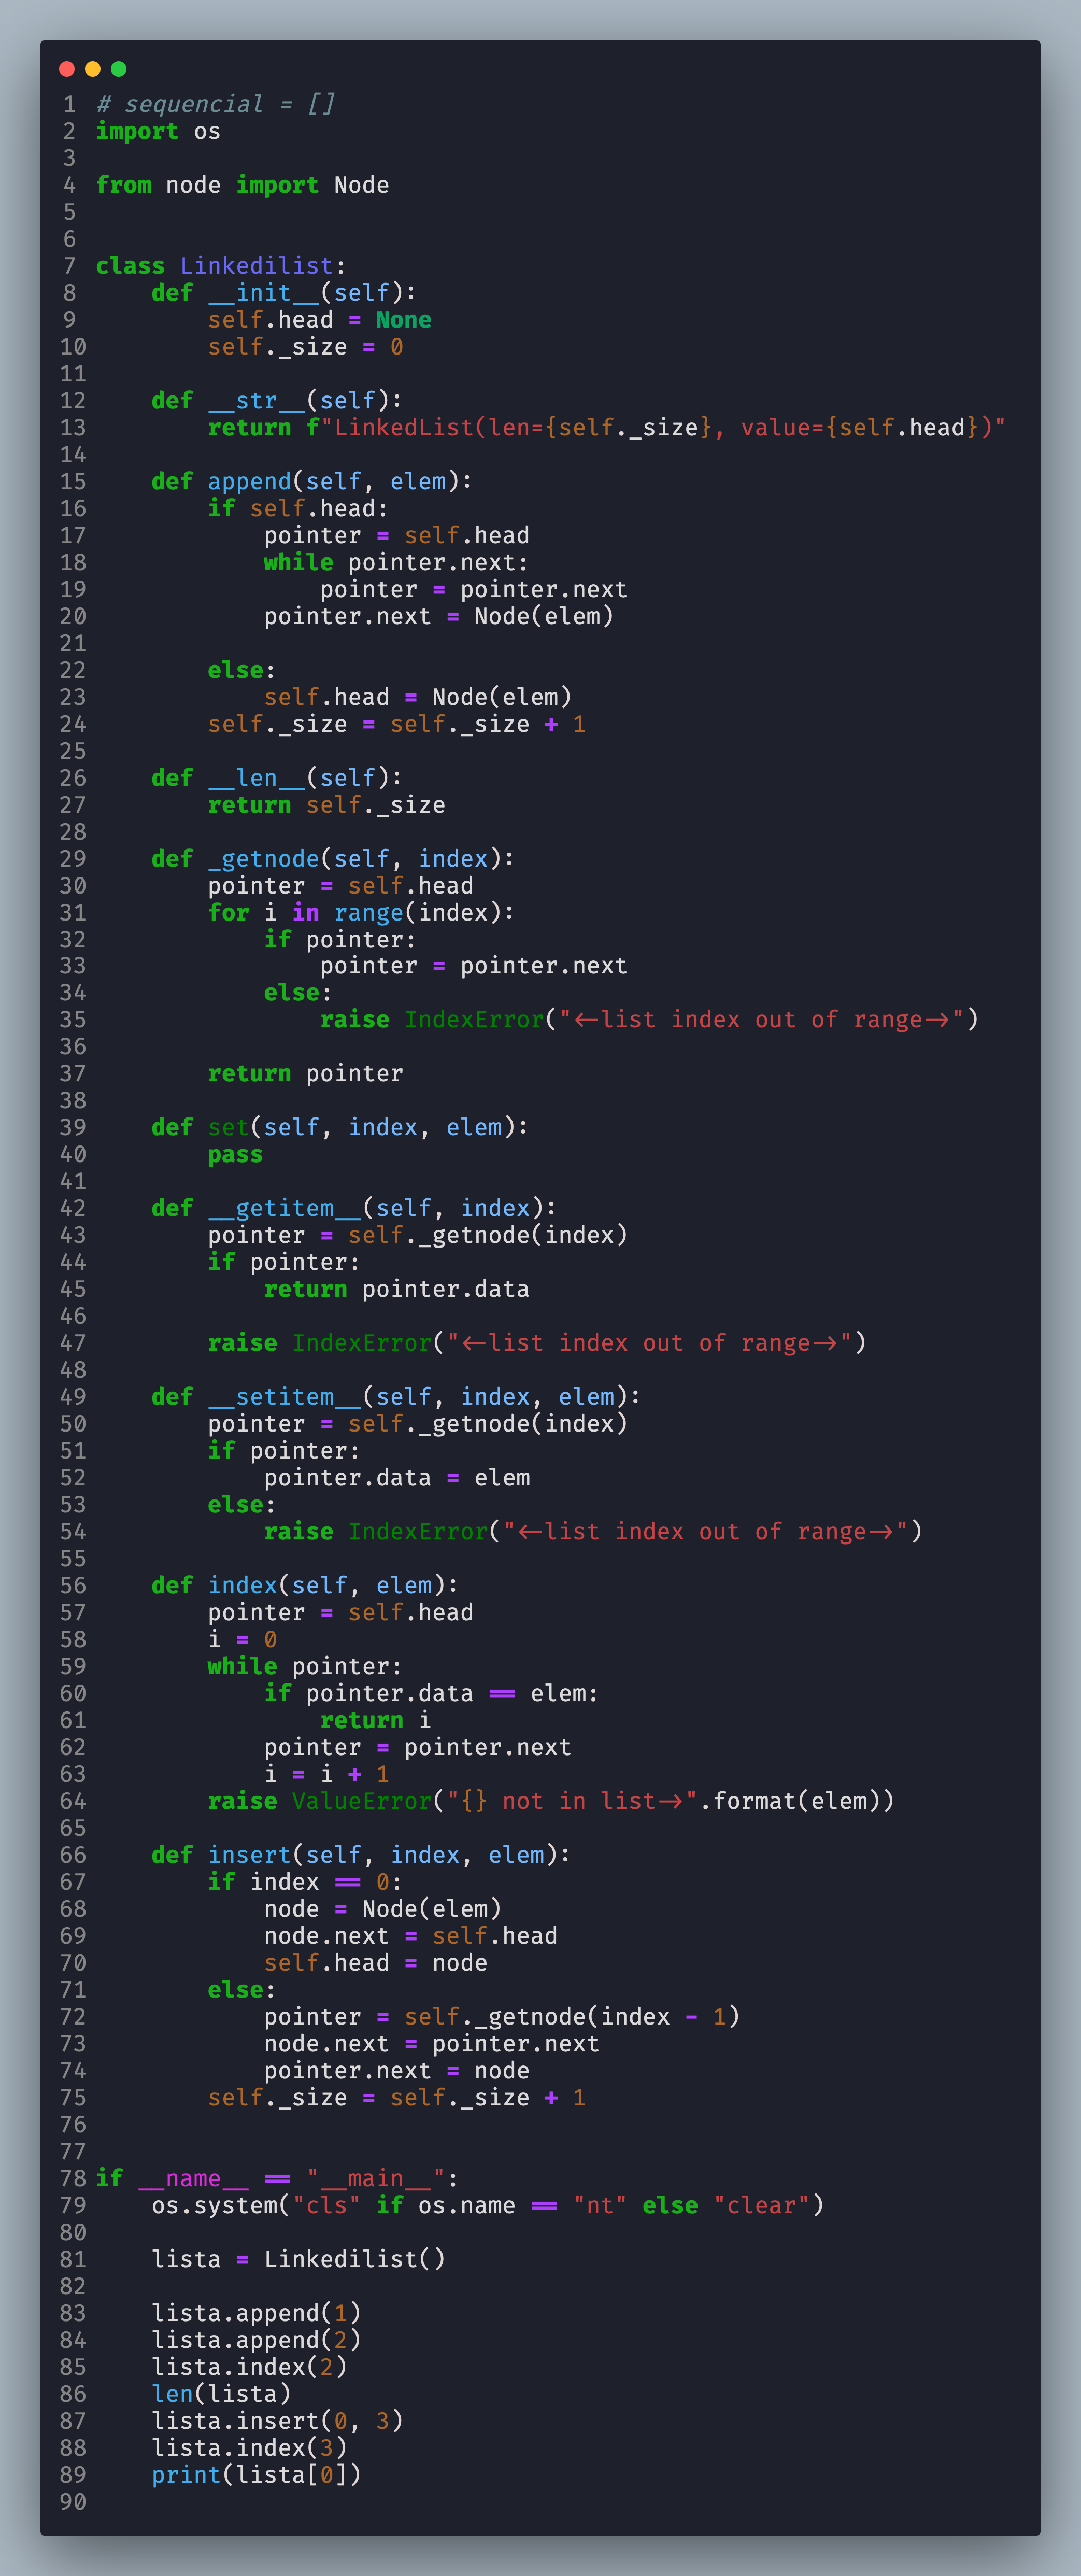 1 # sequencial = []
2 import os
3
4 from node import Node
5
6
7 class Linkedilist:
8     def __init__(self):
9         self.head = None
10         self._size = 0
11
12     def __str__(self):
13         return f"LinkedList(len={self._size}, value={self.head})"
14
15     def append(self, elem):
16         if self.head:
17             pointer = self.head
18             while pointer.next:
19                 pointer = pointer.next
20             pointer.next = Node(elem)
21
22         else:
23             self.head = Node(elem)
24         self._size = self._size + 1
25
26     def __len__(self):
27         return self._size
28
29     def _getnode(self, index):
30         pointer = self.head
31         for i in range(index):
32             if pointer:
33                 pointer = pointer.next
34             else:
35                 raise IndexError("<-list index out of range->")
36
37         return pointer
38
39     def set(self, index, elem):
40         pass
41
42     def __getitem__(self, index):
43         pointer = self._getnode(index)
44         if pointer:
45             return pointer.data
46
47         raise IndexError("<-list index out of range->")
48
49     def __setitem__(self, index, elem):
50         pointer = self._getnode(index)
51         if pointer:
52             pointer.data = elem
53         else:
54             raise IndexError("<-list index out of range->")
55
56     def index(self, elem):
57         pointer = self.head
58         i = 0
59         while pointer:
60             if pointer.data == elem:
61                 return i
62             pointer = pointer.next
63             i = i + 1
64         raise ValueError("{} not in list->".format(elem))
65
66     def insert(self, index, elem):
67         if index == 0:
68             node = Node(elem)
69             node.next = self.head
70             self.head = node
71         else:
72             pointer = self._getnode(index - 1)
73             node.next = pointer.next
74             pointer.next = node
75         self._size = self._size + 1
76
77
78 if __name__ == "__main__":
79     os.system("cls" if os.name == "nt" else "clear")
80
81     lista = Linkedilist()
82
83     lista.append(1)
84     lista.append(2)
85     lista.index(2)
86     len(lista)
87     lista.insert(0, 3)
88     lista.index(3)
89     print(lista[0])
90